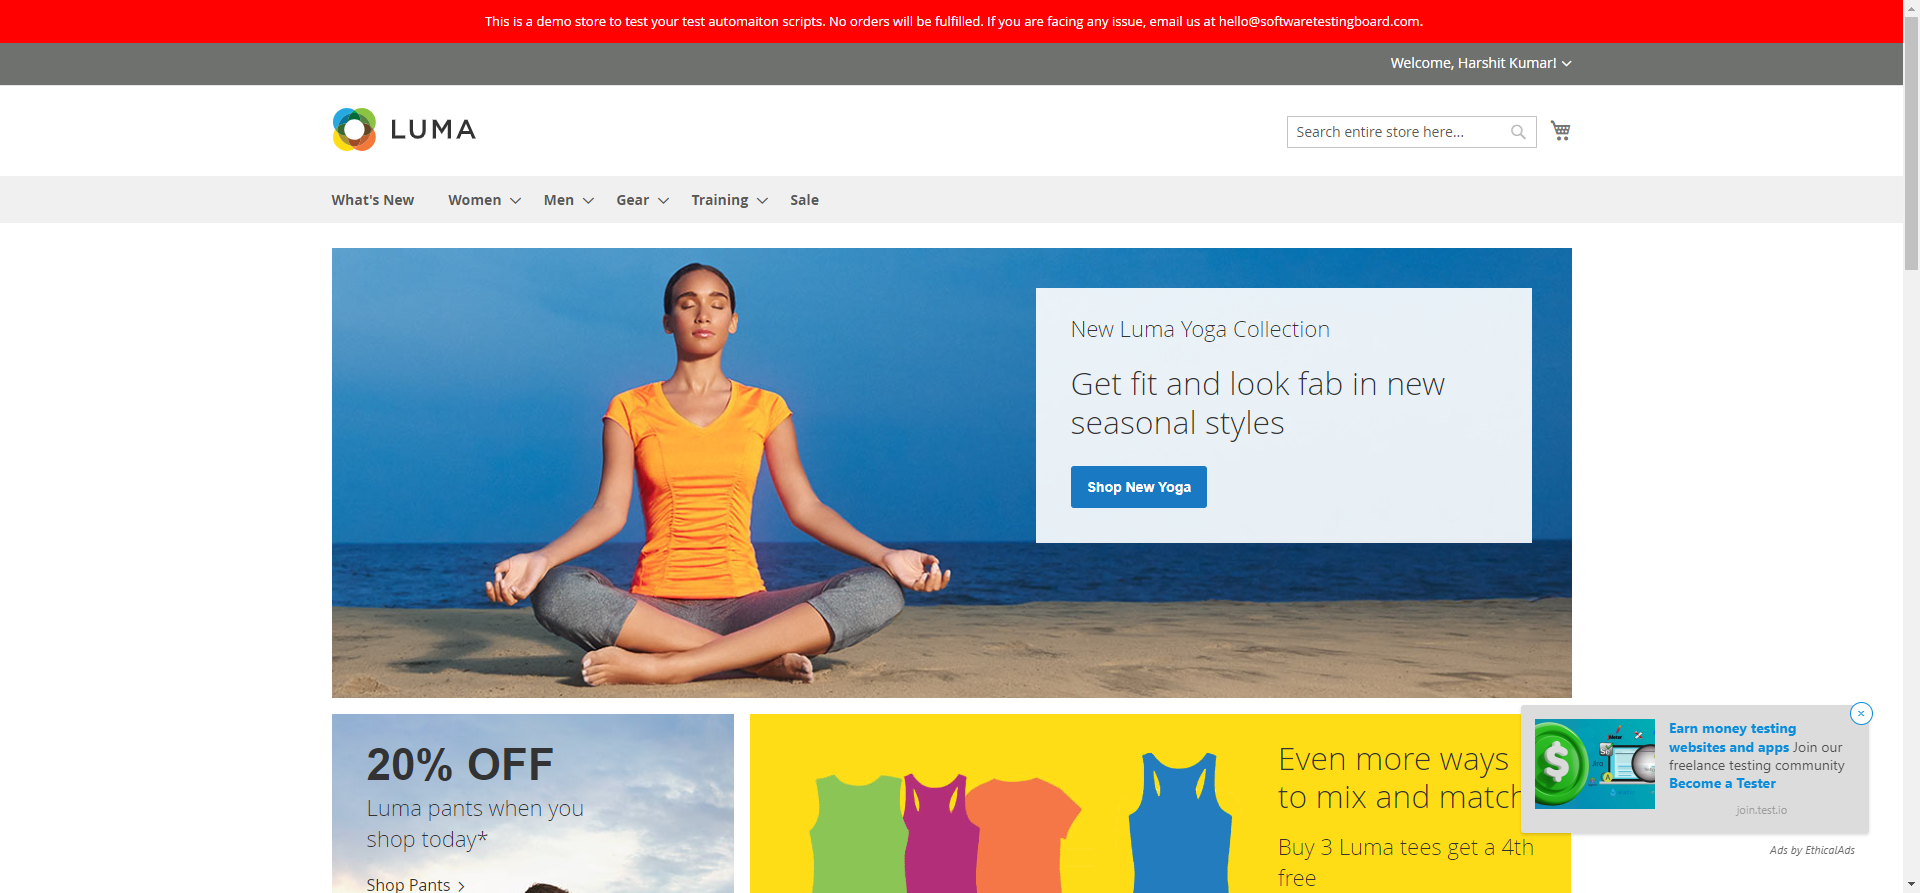 This is a demo store to test your test automaiton scripts. No orders will be fulfilled. If you are facing any issue, email us at hello@softwaretestingboard.com.
Welcome, Harshit Kumar!
LUMA
Search entire store here...
What's New Women Men Gear Training Sale
New Luma Yoga Collection
Get fit and look fab in new
seasonal styles
Shop New Yoga
20% OFF
Luma pants when you
shop today*
Shop Pants
Even more ways
to mix and match
Buy 3 Luma tees get a 4th
free
Earn money testing
websites and apps Join our
freelance testing community
Become a Tester
join.test.io
Ads by EthicalAds